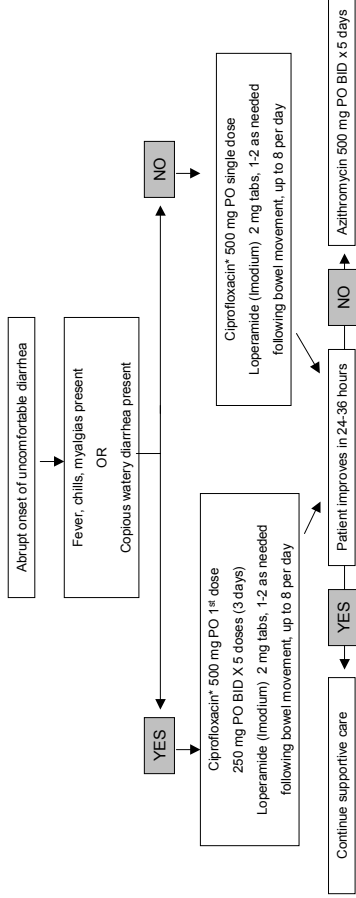 Abrupt onset of uncomfortable diarrhea
Fever, chills, myalgias present
OR
Copious watery diarrhea present
YES
NO
Ciprofloxacin* 500 mg PO 1st dose
250 mg PO BID X 5 doses (3 days)
Loperamide (Imodium) 2 mg tabs, 1-2 as needed
following bowel movement, up to 8 per day
Ciprofloxacin* 500 mg PO single dose
Loperamide (Imodium) 2 mg tabs, 1-2 as needed
following bowel movement, up to 8 per day
Continue supportive care
YES
Patient improves in 24-36 hours
NO
Azithromycin 500 mg PO BID x 5 days